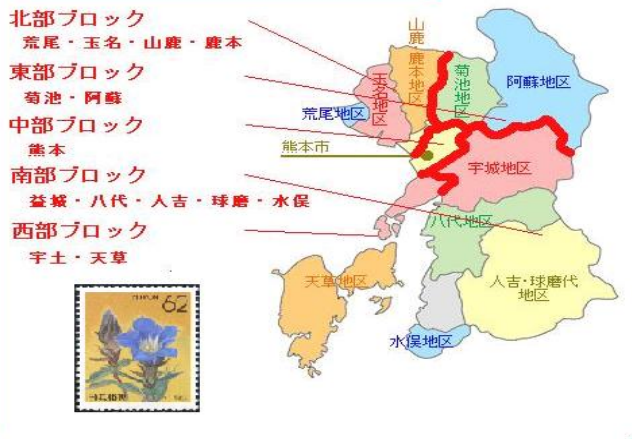 北部ブロック
荒尾・玉名・山鹿・鹿本
東部ブロック
菊池・阿蘇
中部ブロック
熊本
南部ブロック
益城・八代・人吉・球磨・水俣
西部ブロック
宇土・天草
山鹿・鹿本地区
菊池地区
玉名地区
阿蘇地区
荒尾地区
熊本市
宇城地区
八代地区
天草地区
人吉・球磨代
地区
水俣地区
62